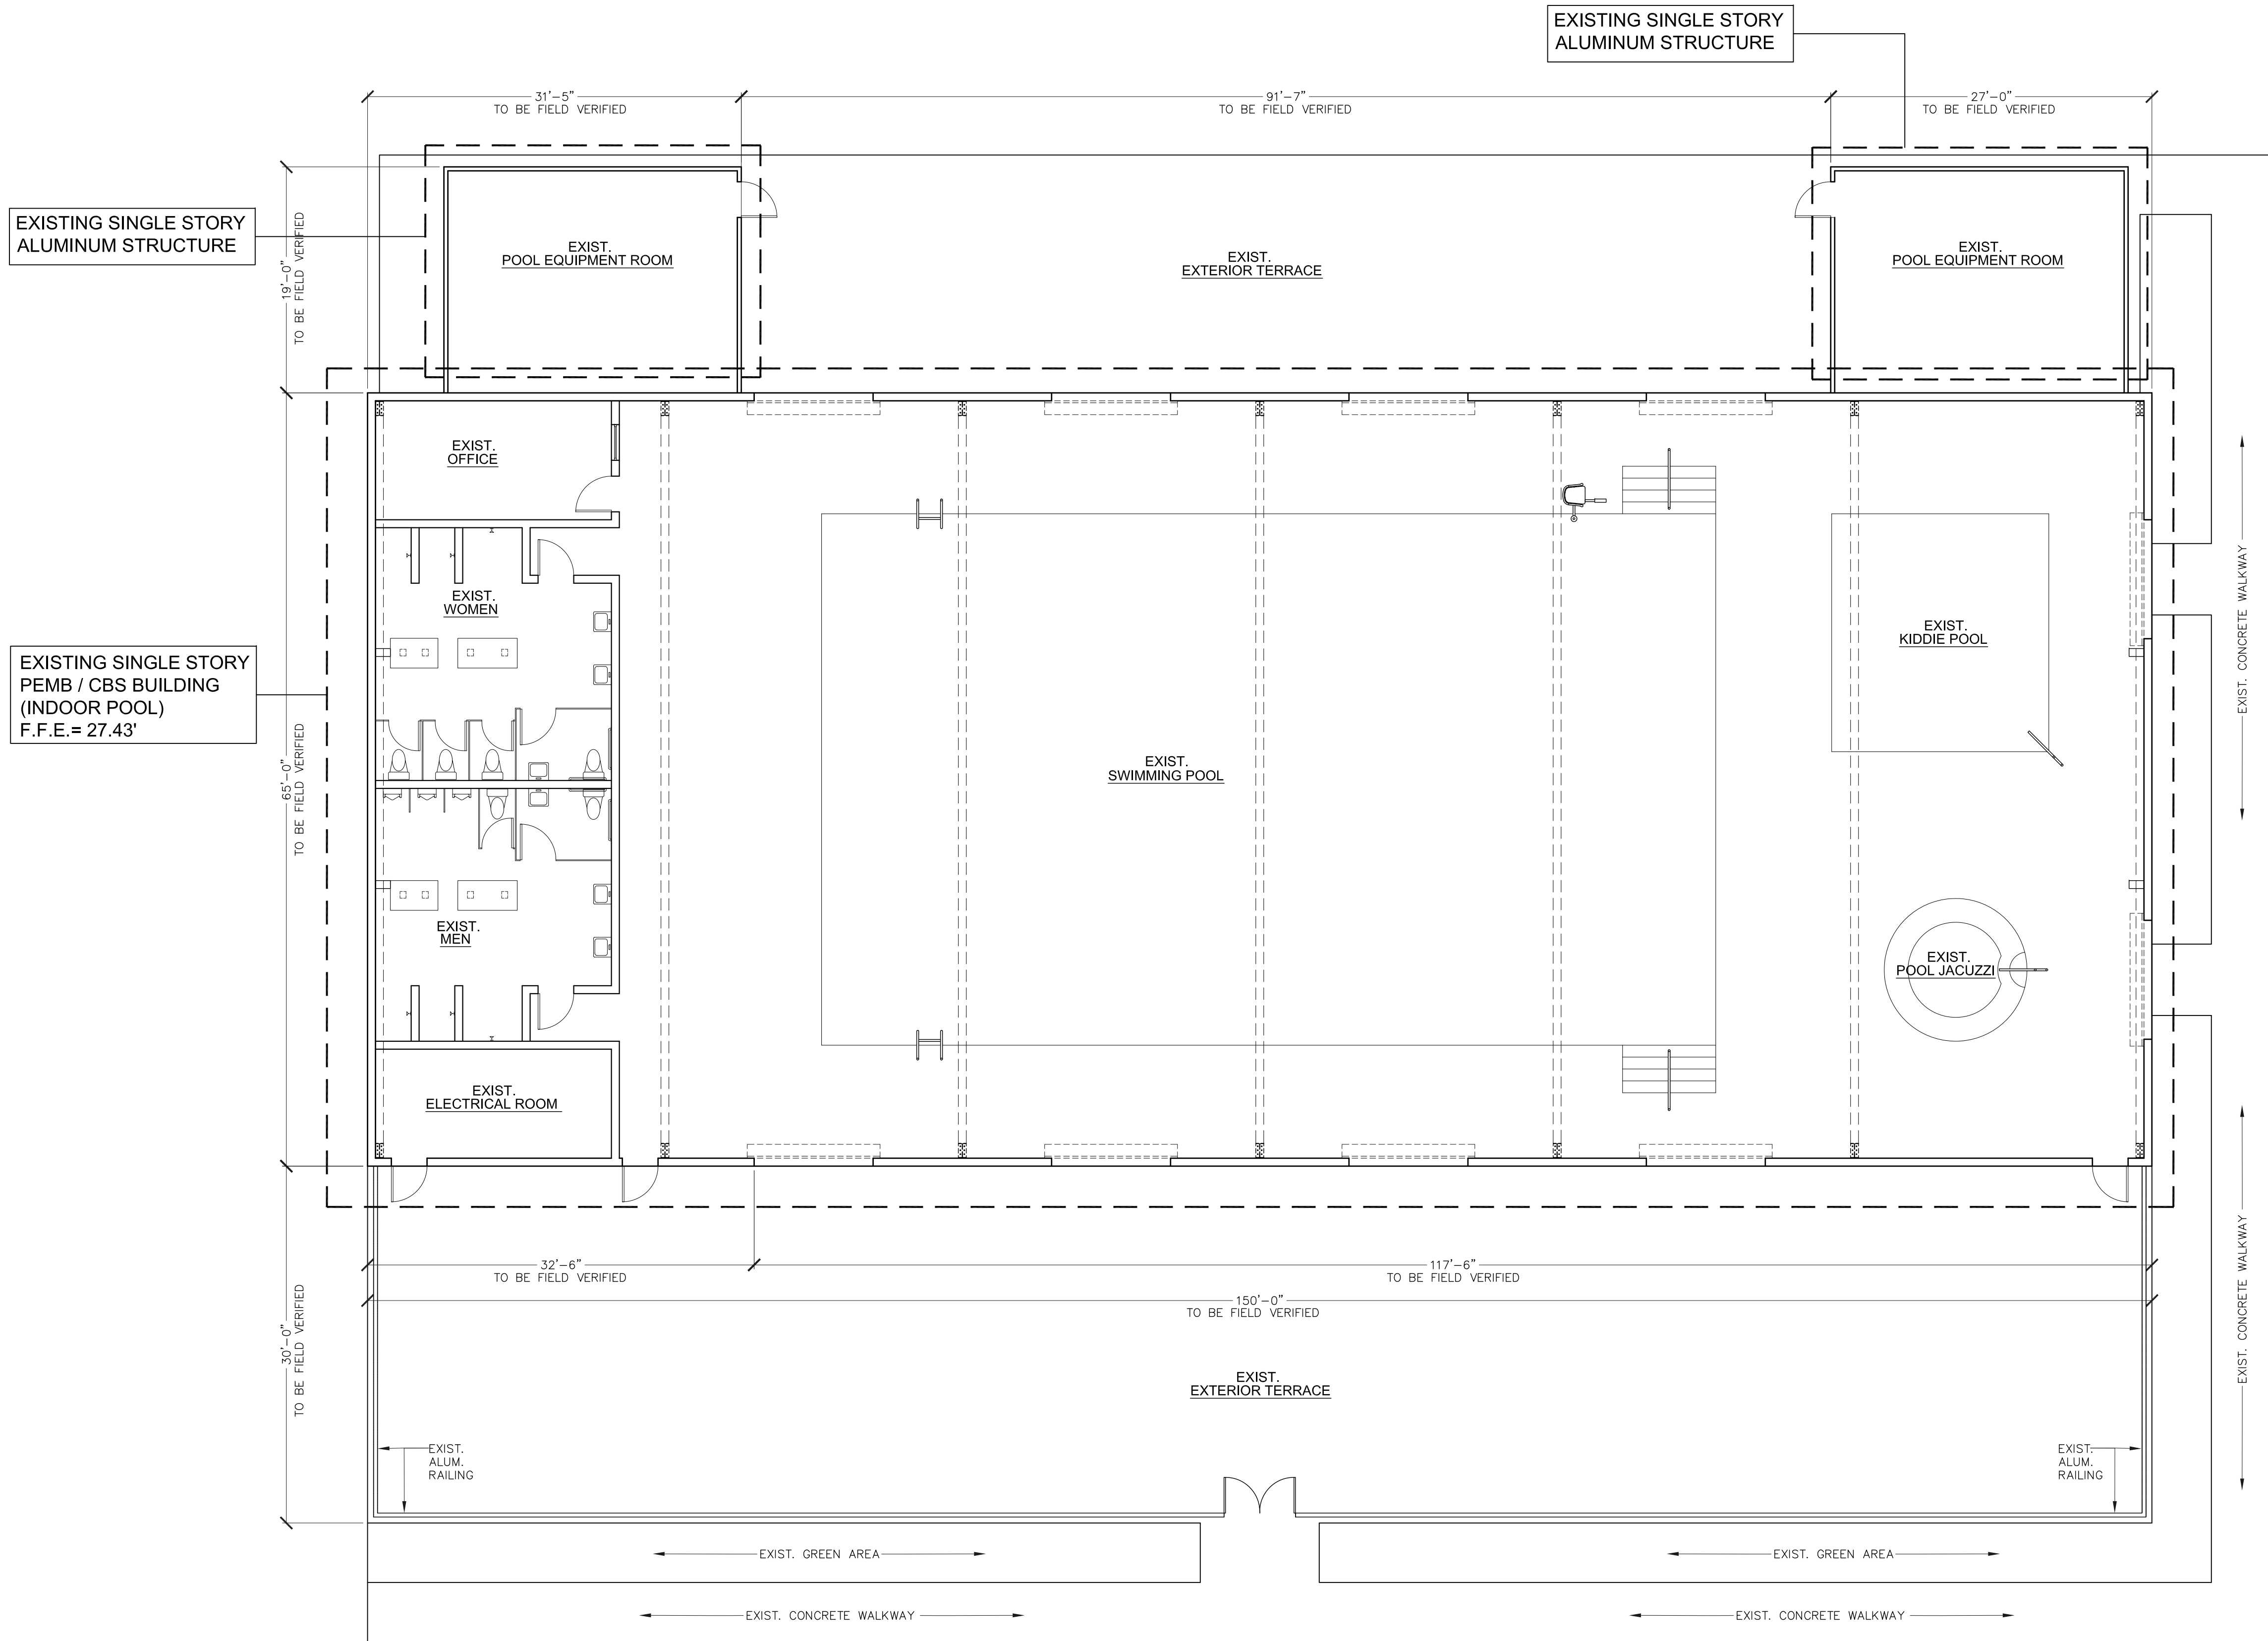 EXISTING SINGLE STORY
ALUMINUM STRUCTURE
31'-5"
TO BE FIELD VERIFIED
91'-7"
TO BE FIELD VERIFIED
27'-0"
TO BE FIELD VERIFIED
EXISTING SINGLE STORY
ALUMINUM STRUCTURE
19'-0"
TO BE FIELD VERIFIED
EXIST.
POOL EQUIPMENT ROOM
EXIST.
EXTERIOR TERRACE
EXIST.
POOL EQUIPMENT ROOM
EXIST.
OFFICE
EXIST.
WOMEN
EXIST.
KIDDIE POOL
EXIST. CONCRETE WALKWAY
EXISTING SINGLE STORY
PEMB / CBS BUILDING
(INDOOR POOL)
F.F.E.= 27.43'
65'-0"
TO BE FIELD VERIFIED
EXIST.
SWIMMING POOL
EXIST.
MEN
EXIST.
POOL JACUZZI
EXIST.
ELECTRICAL ROOM
32'-6"
TO BE FIELD VERIFIED
117'-6"
TO BE FIELD VERIFIED
150'-0"
TO BE FIELD VERIFIED
30'-0"
TO BE FIELD VERIFIED
EXIST. CONCRETE WALKWAY
EXIST.
EXTERIOR TERRACE
EXIST.
ALUM.
RAILING
EXIST.
ALUM.
RAILING
EXIST. GREEN AREA
EXIST. GREEN AREA
EXIST. CONCRETE WALKWAY
EXIST. CONCRETE WALKWAY